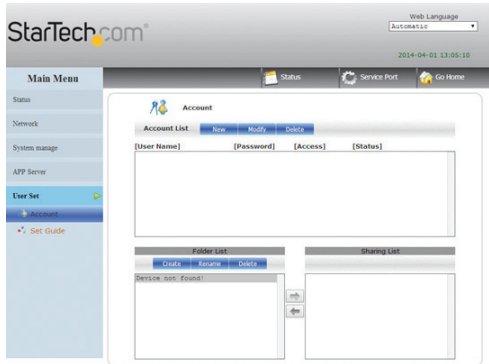 StarTech.com®
Web Language
Automatic
2014-04-01 13:05:10
Main Menu
Status
Service Port
Go Home
Status
Network
System manage
APP Server
User Set
Account
Set Guide
Account
Account List
New
Modify
Delete
[User Name]
[Password]
[Access]
[Status]
Folder List
Create
Rename
Delete
Device not found!
Sharing List